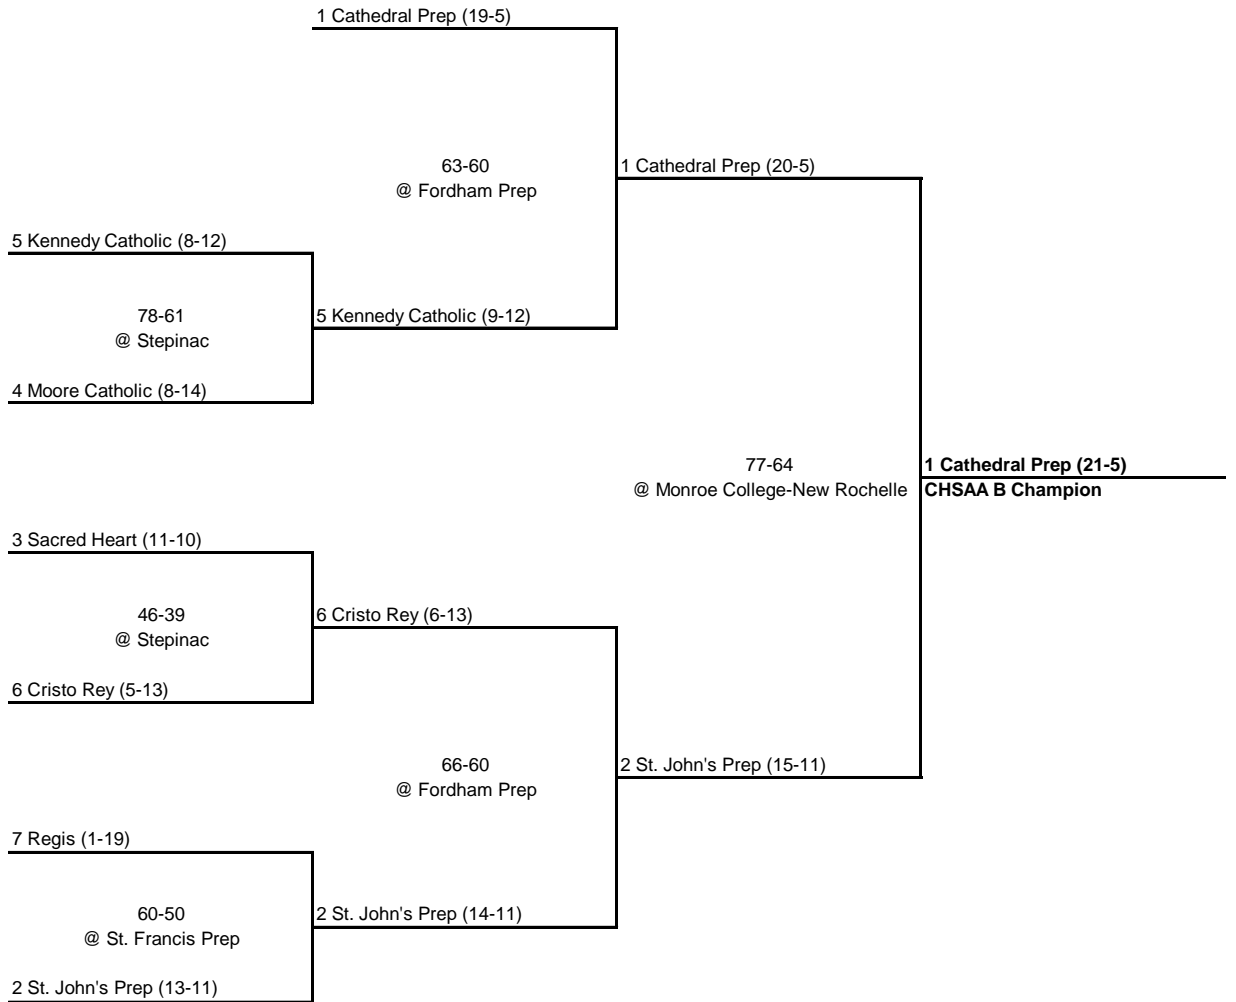 1 Cathedral Prep (19-5)
63-60
@ Fordham Prep
1 Cathedral Prep (20-5)
5 Kennedy Catholic (8-12)
78-61
@ Stepinac
5 Kennedy Catholic (9-12)
4 Moore Catholic (8-14)
77-64
@ Monroe College-New Rochelle
1 Cathedral Prep (21-5)
CHSAA B Champion
3 Sacred Heart (11-10)
46-39
@ Stepinac
6 Cristo Rey (6-13)
6 Cristo Rey (5-13)
66-60
@ Fordham Prep
2 St. John's Prep (15-11)
7 Regis (1-19)
60-50
@ St. Francis Prep
2 St. John's Prep (14-11)
2 St. John's Prep (13-11)